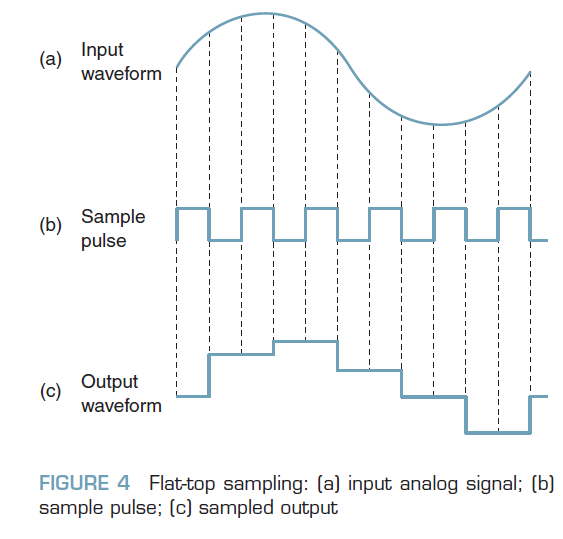 (a) Input
waveform
(b) Sample
pulse
(c) Output
waveform
FIGURE 4 Flat-top sampling: (a) input analog signal; (b)
sample pulse; (c) sampled output